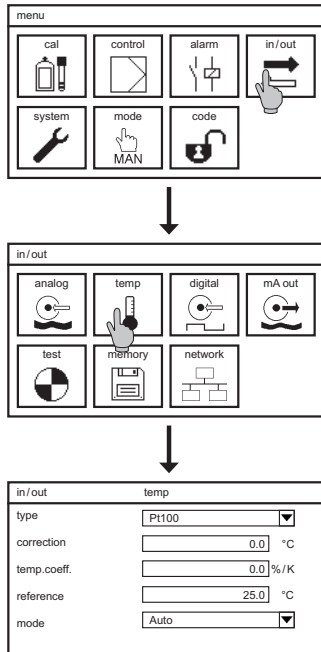 menu
cal control alarm in/out
system mode code
MAN
in/out
analog temp digital mA out
test memory network
in/out temp
type Pt100
correction 0.0 °C
temp.coeff. 0.0 %/K
reference 25.0 °C
mode Auto